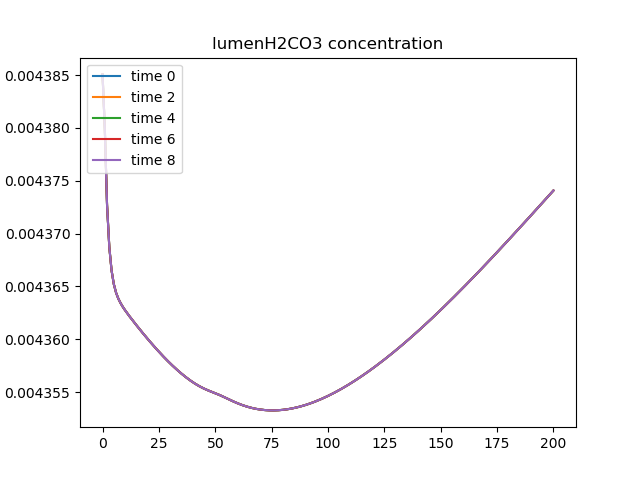 lumenH2CO3 concentration
0.004385
0.004380
0.004375
0.004370
0.004365
0.004360
0.004355
time 0
time 2
time 4
time 6
time 8
0 25 50 75 100 125 150 175 200